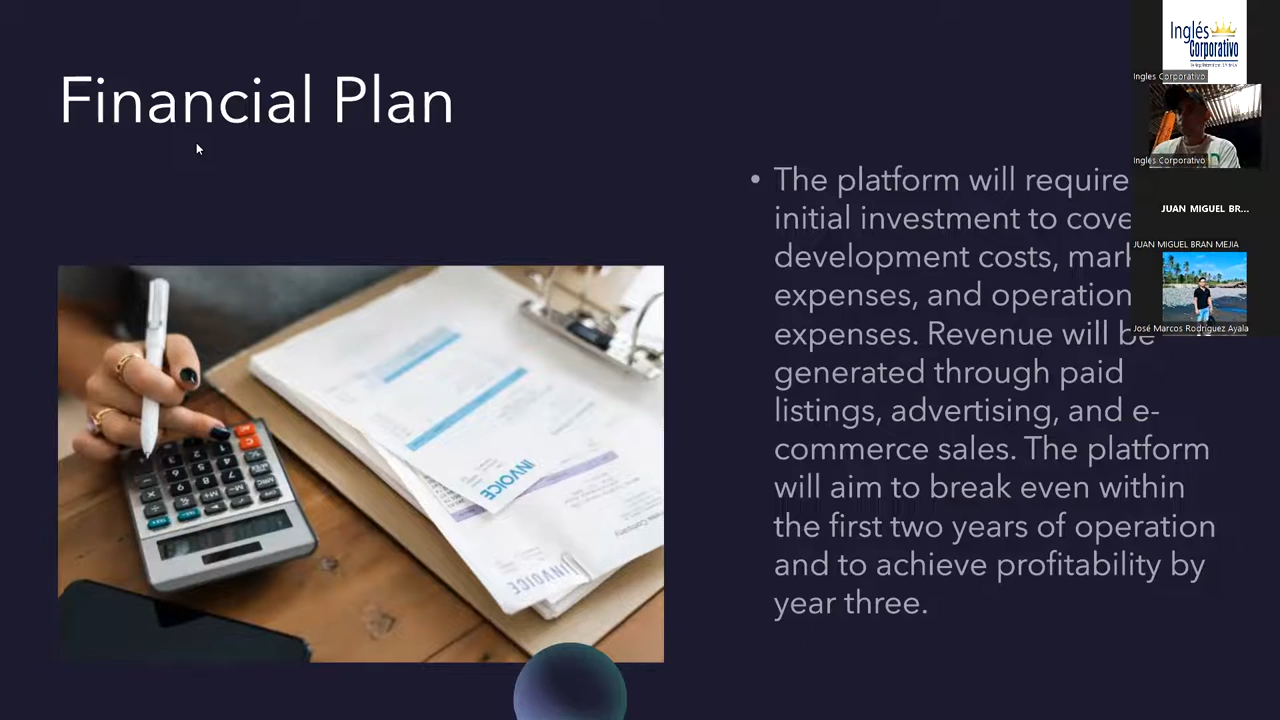 Financial Plan
• The platform will require
initial investment to cove
development costs, mark
expenses, and operation
expenses. Revenue will be
generated through paid
listings, advertising, and e-
commerce sales. The platform
will aim to break even within
the first two years of operation
and to achieve profitability by
year three.
INVOICE
INVOICE
Company
Inglés
Corporativo
Ingles Corporativo
Ingles Corporativo
JUAN MIGUEL BR...
JUAN MIGUEL BRAN MEJIA
José Marcos Rodríguez Ayala